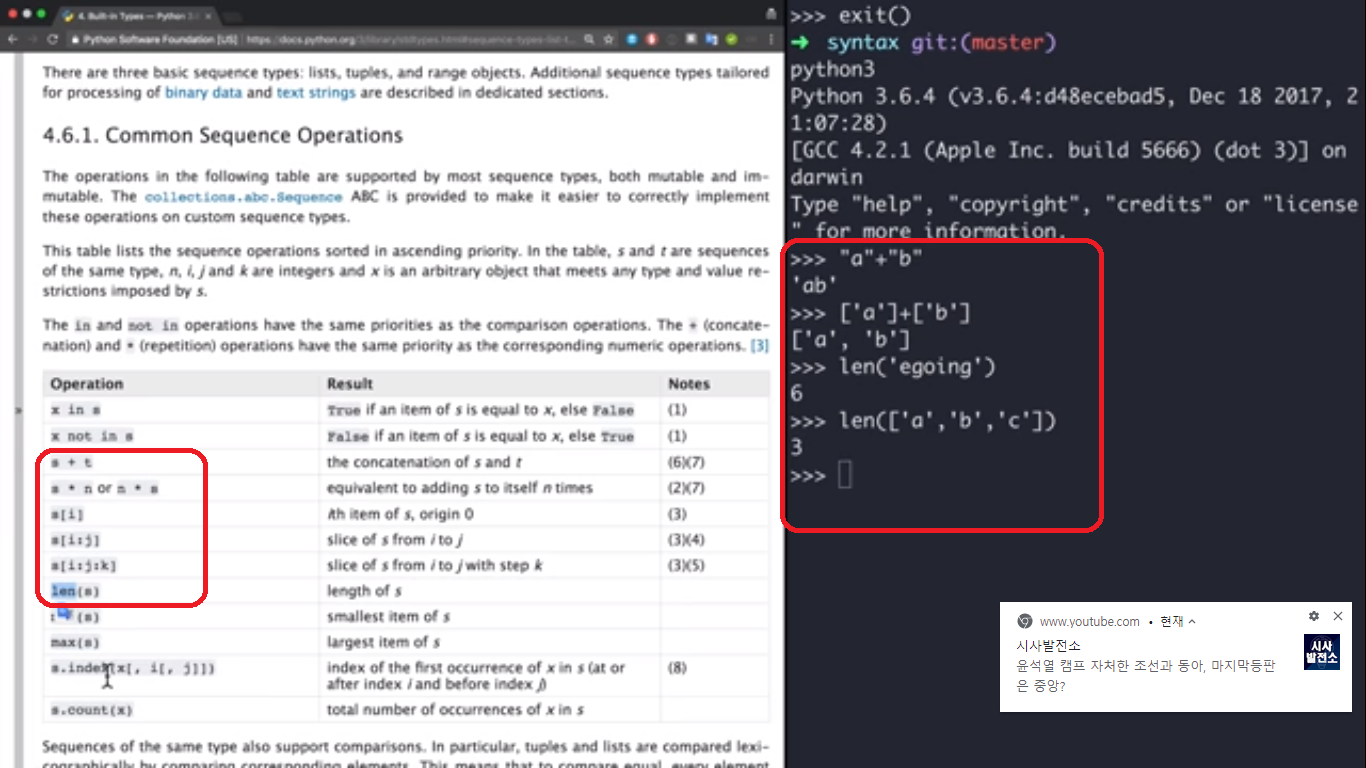 4. Built-in Types — Python 3.
Python Software Foundation [US] https://docs.python.org/3/library/stdtypes.html#sequence-types-list-t...
There are three basic sequence types: lists, tuples, and range objects. Additional sequence types tailored
for processing of binary data and text strings are described in dedicated sections.
4.6.1. Common Sequence Operations
The operations in the following table are supported by most sequence types, both mutable and im-
mutable. The collections.abc.Sequence ABC is provided to make it easier to correctly implement
these operations on custom sequence types.
This table lists the sequence operations sorted in ascending priority. In the table, s and t are sequences
of the same type, n, i, j and k are integers and x is an arbitrary object that meets any type and value re-
strictions imposed by s.
The in and not in operations have the same priorities as the comparison operations. The + (concate-
nation) and * (repetition) operations have the same priority as the corresponding numeric operations. [3]
Operation Result Notes
x in s True if an item of s is equal to x, else False (1)
x not in s False if an item of s is equal to x, else True (1)
s + t the concatenation of s and t (6)(7)
s * n or n * s equivalent to adding s to itself n times (2)(7)
s[i] ith item of s, origin 0 (3)
s[i:j] slice of s from i to j (3)(4)
s[i:j:k] slice of s from i to j with step k (3)(5)
len(s) length of s
(s) smallest item of s
max(s) largest item of s
s.index(x[, i[, j]]) index of the first occurrence of x in s (at or (8)
after index i and before index j)
s.count(x) total number of occurrences of x in s
Sequences of the same type also support comparisons. In particular, tuples and lists are compared lexi-
cographically by comparing corresponding elements. This means that to compare equal, every element
>>> exit()
➜ syntax git:(master)
python3
Python 3.6.4 (v3.6.4:d48ecebad5, Dec 18 2017, 2
1:07:28)
[GCC 4.2.1 (Apple Inc. build 5666) (dot 3)] on
darwin
Type "help", "copyright", "credits" or "license
" for more information.
>>> "a"+"b"
'ab'
>>> ['a']+['b']
['a', 'b']
>>> len('egoing')
6
>>> len(['a','b','c'])
3
>>>
www.youtube.com • 현재
시사발전소
윤석열 캠프 자처한 조선과 동아, 마지막등판
은 중앙?
시사
발전소